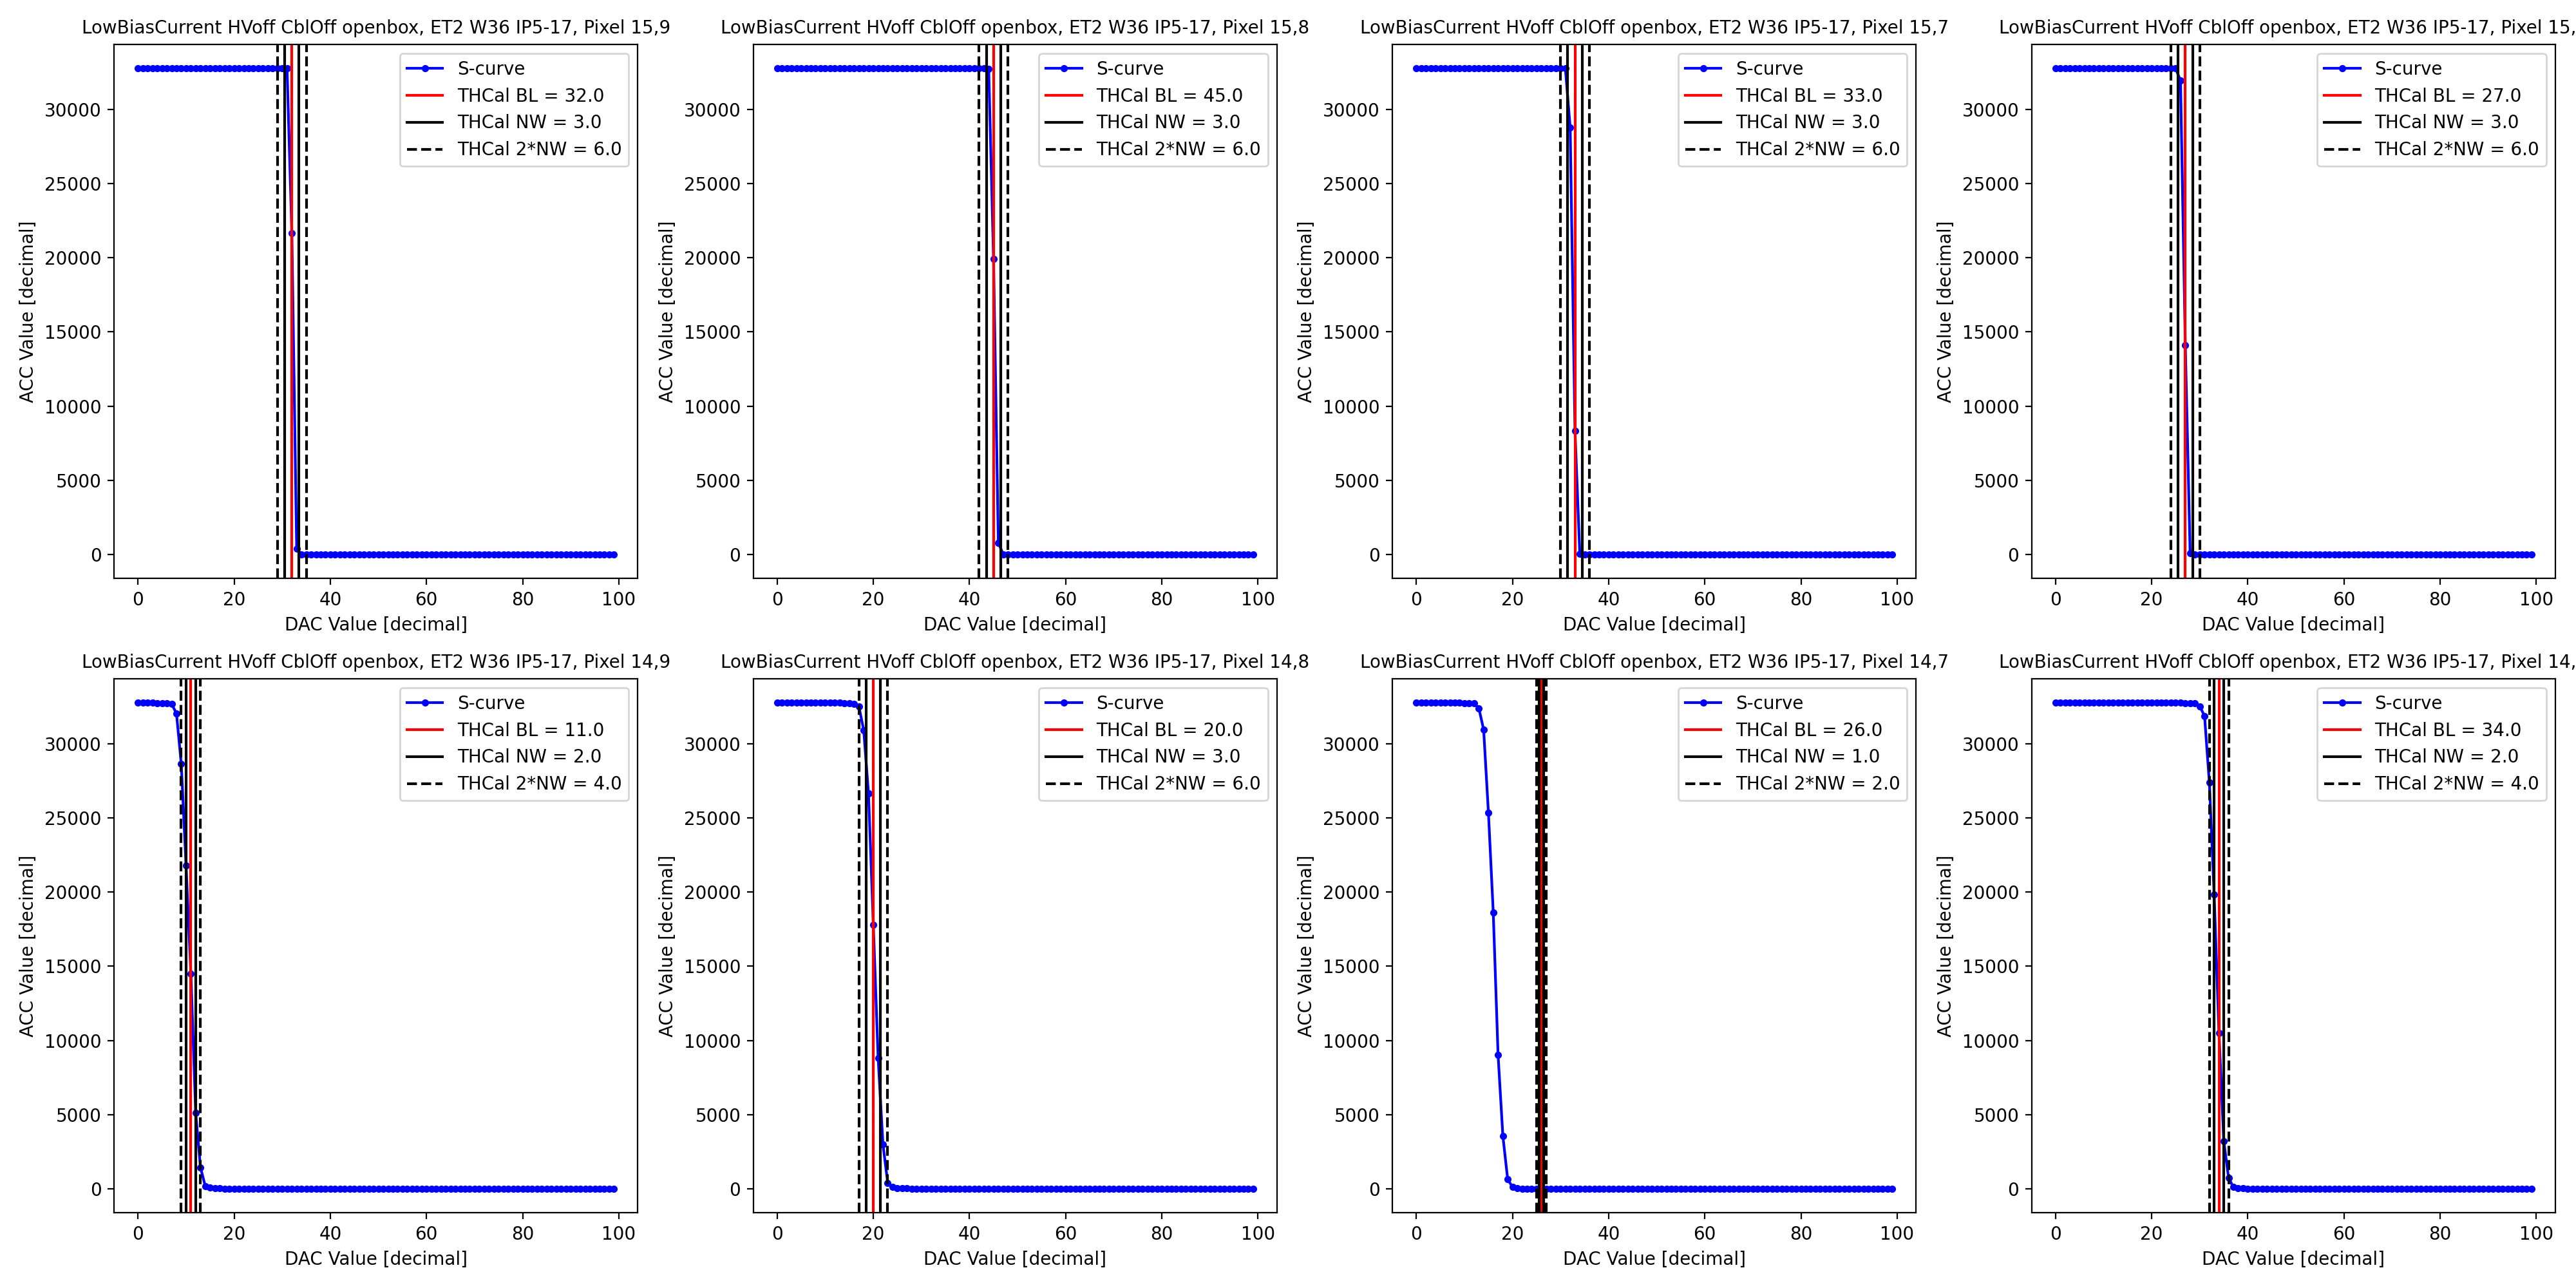 LowBiasCurrent HVoff CblOff openbox, ET2 W36 IP5-17, Pixel 15,9
S-curve
THCal BL = 32.0
THCal NW = 3.0
THCal 2*NW = 6.0
ACC Value [decimal]
30000
25000
20000
15000
10000
5000
0
0 20 40 60 80 100
DAC Value [decimal]
LowBiasCurrent HVoff CblOff openbox, ET2 W36 IP5-17, Pixel 15,8
S-curve
THCal BL = 45.0
THCal NW = 3.0
THCal 2*NW = 6.0
ACC Value [decimal]
30000
25000
20000
15000
10000
5000
0
0 20 40 60 80 100
DAC Value [decimal]
LowBiasCurrent HVoff CblOff openbox, ET2 W36 IP5-17, Pixel 15,7
S-curve
THCal BL = 33.0
THCal NW = 3.0
THCal 2*NW = 6.0
ACC Value [decimal]
30000
25000
20000
15000
10000
5000
0
0 20 40 60 80 100
DAC Value [decimal]
LowBiasCurrent HVoff CblOff openbox, ET2 W36 IP5-17, Pixel 15,
S-curve
THCal BL = 27.0
THCal NW = 3.0
THCal 2*NW = 6.0
ACC Value [decimal]
30000
25000
20000
15000
10000
5000
0
0 20 40 60 80 100
DAC Value [decimal]
LowBiasCurrent HVoff CblOff openbox, ET2 W36 IP5-17, Pixel 14,9
S-curve
THCal BL = 11.0
THCal NW = 2.0
THCal 2*NW = 4.0
ACC Value [decimal]
30000
25000
20000
15000
10000
5000
0
0 20 40 60 80 100
DAC Value [decimal]
LowBiasCurrent HVoff CblOff openbox, ET2 W36 IP5-17, Pixel 14,8
S-curve
THCal BL = 20.0
THCal NW = 3.0
THCal 2*NW = 6.0
ACC Value [decimal]
30000
25000
20000
15000
10000
5000
0
0 20 40 60 80 100
DAC Value [decimal]
LowBiasCurrent HVoff CblOff openbox, ET2 W36 IP5-17, Pixel 14,7
S-curve
THCal BL = 26.0
THCal NW = 1.0
THCal 2*NW = 2.0
ACC Value [decimal]
30000
25000
20000
15000
10000
5000
0
0 20 40 60 80 100
DAC Value [decimal]
LowBiasCurrent HVoff CblOff openbox, ET2 W36 IP5-17, Pixel 14,
S-curve
THCal BL = 34.0
THCal NW = 2.0
THCal 2*NW = 4.0
ACC Value [decimal]
30000
25000
20000
15000
10000
5000
0
0 20 40 60 80 100
DAC Value [decimal]